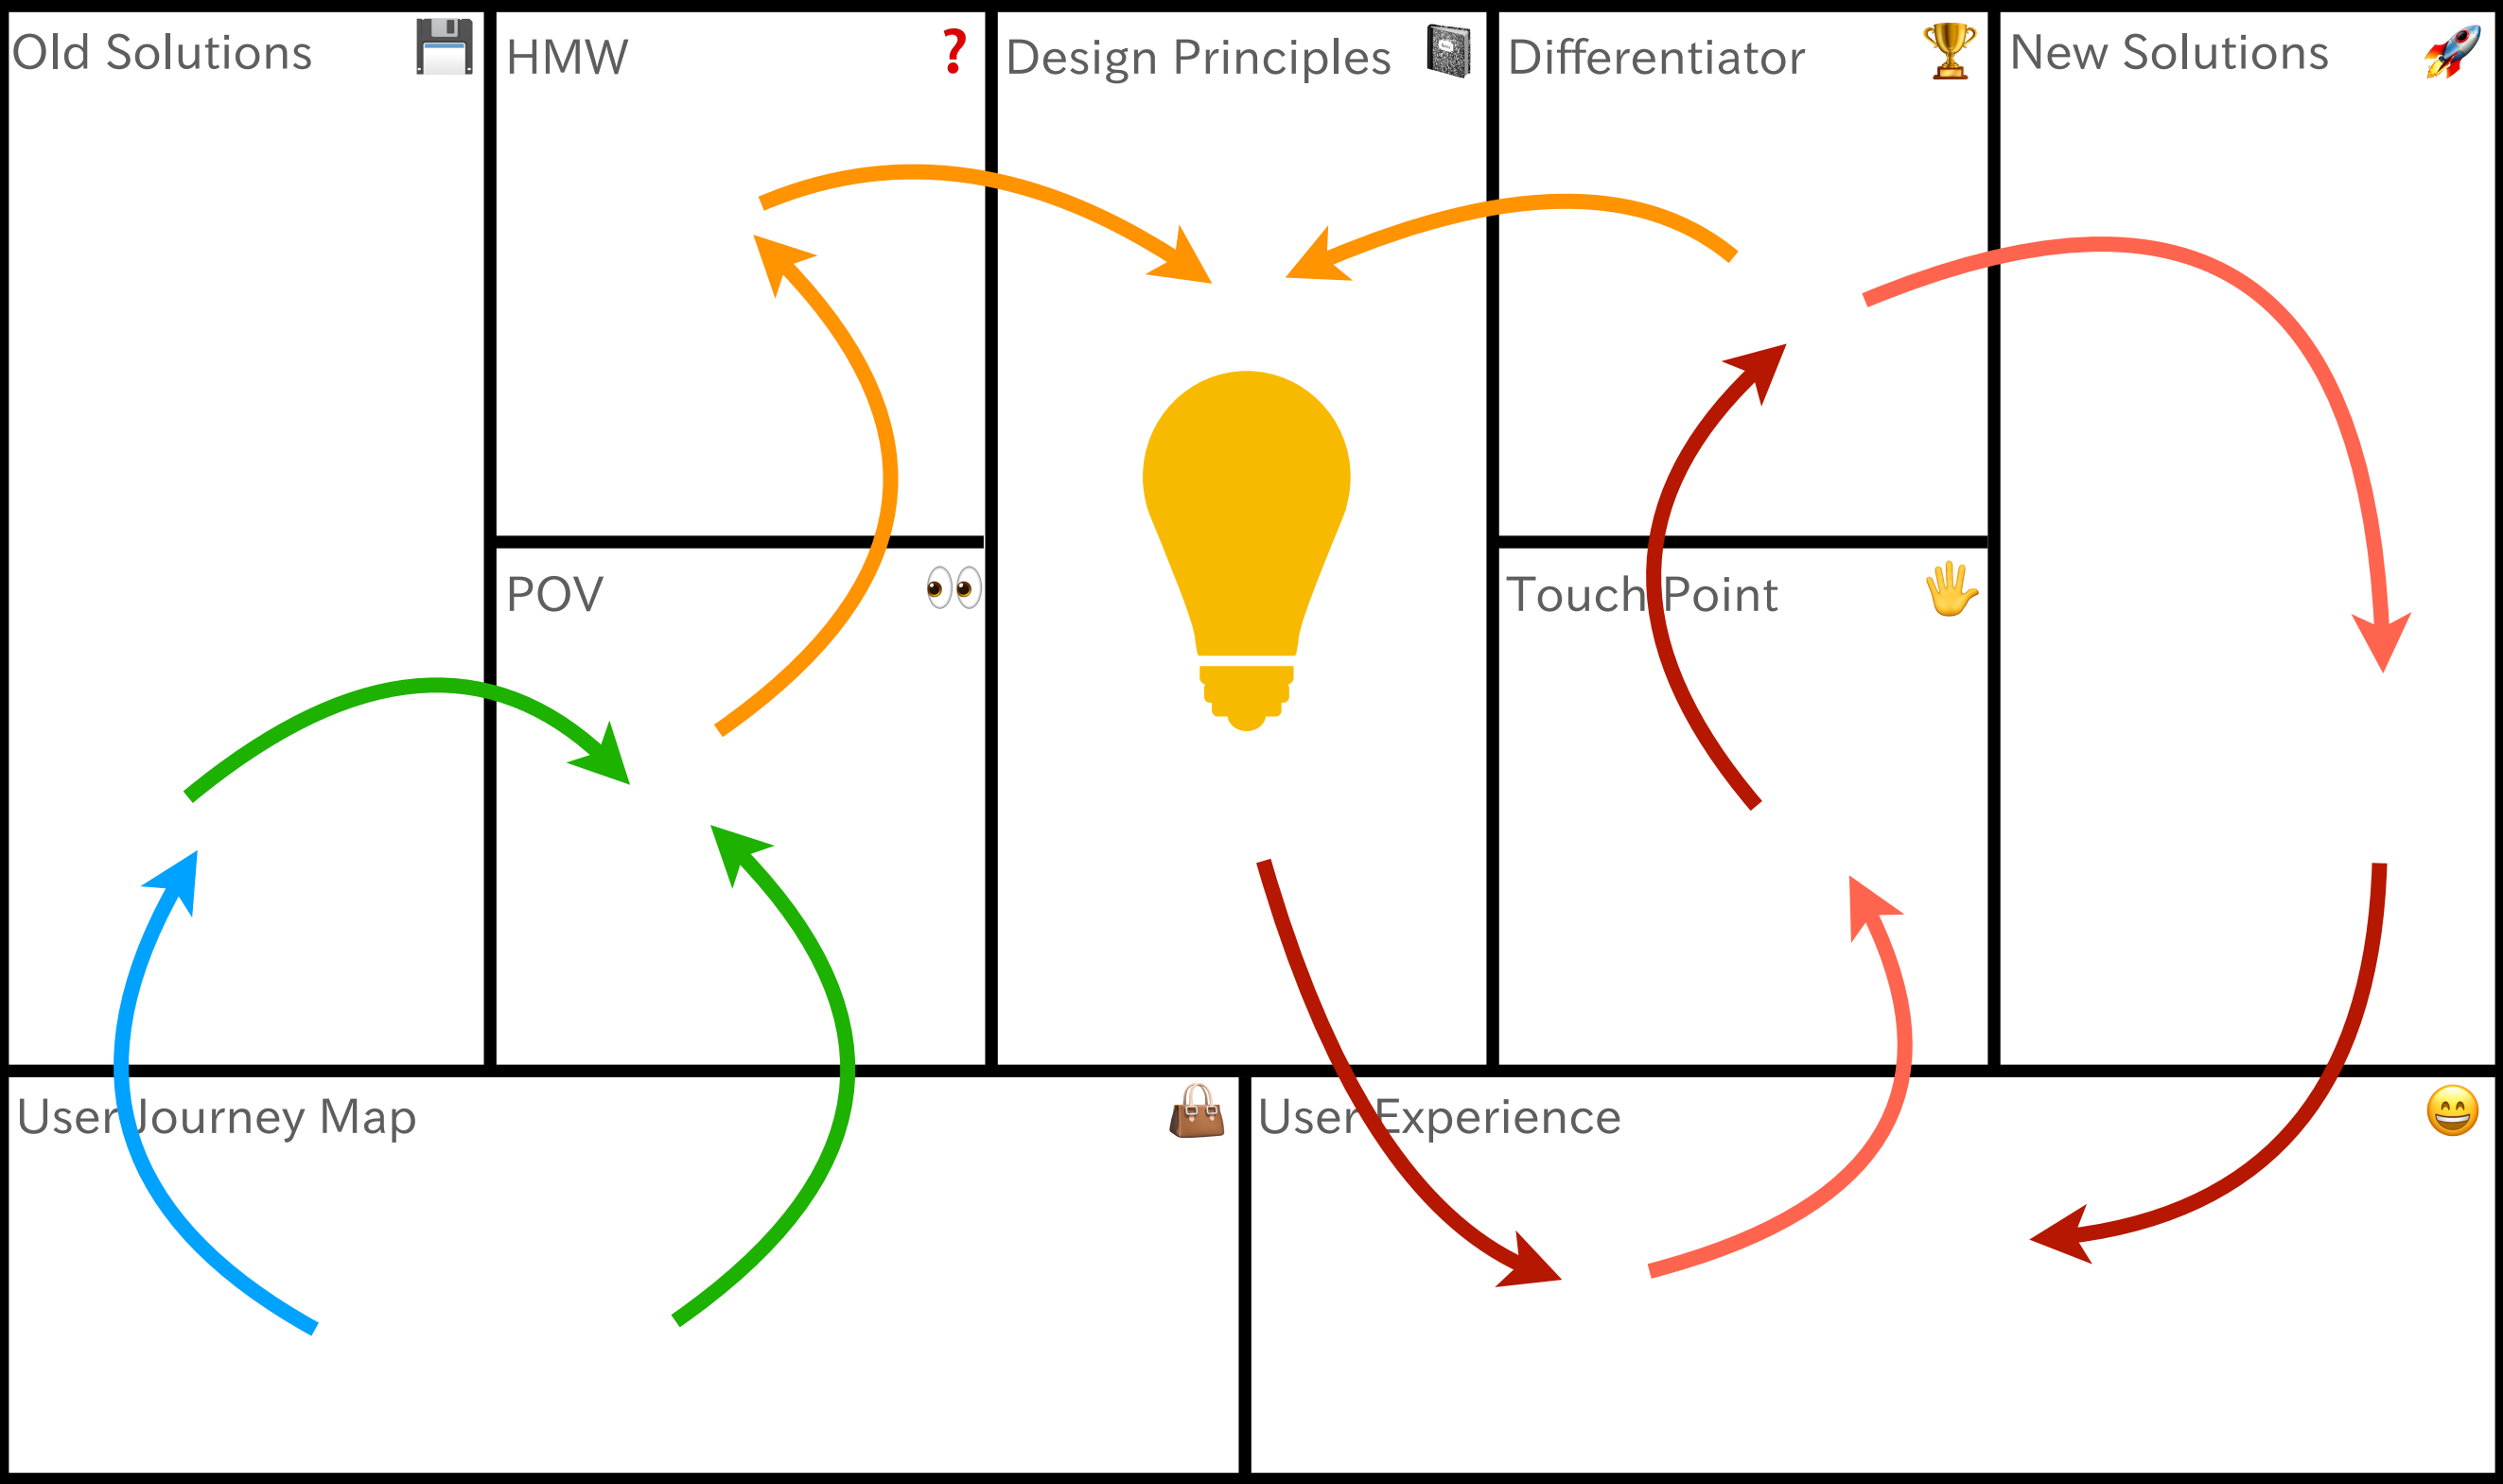 Old Solutions
HMW
Design Principles
Differentiator
New Solutions
POV
Touch Point
User Journey Map
User Experience